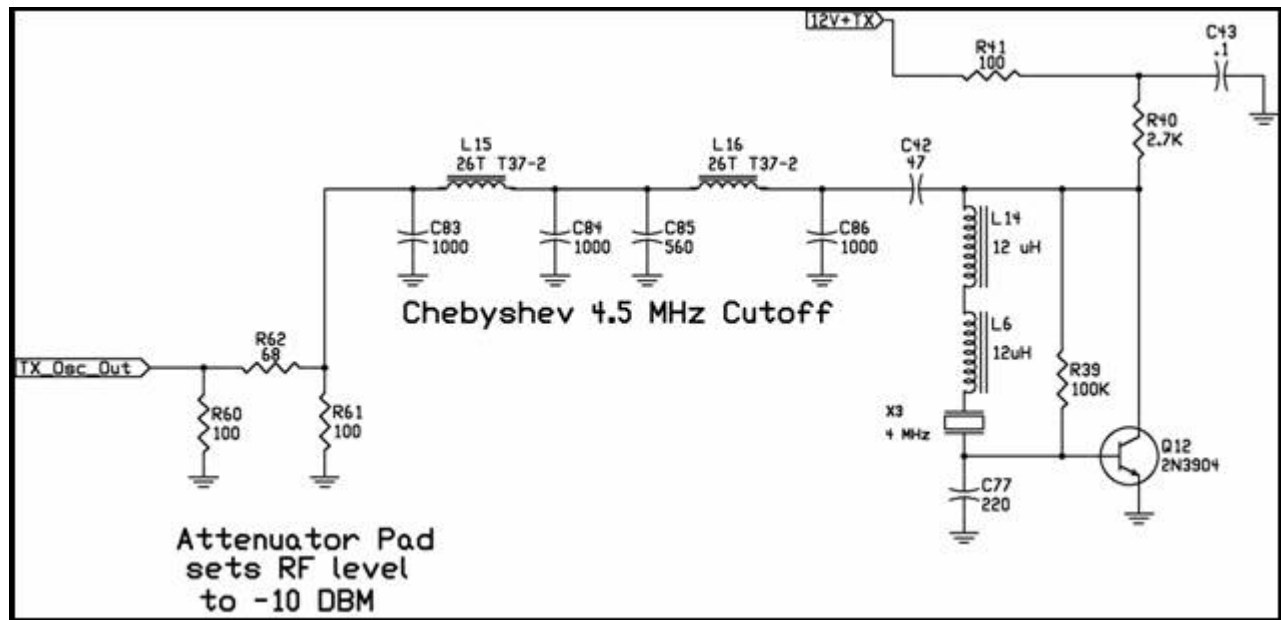 12V+TX
R41
100
C43
.1
R40
2.7K
L15
26T T37-2
L16
26T T37-2
C42
47
C83
1000
C84
1000
C85
560
C86
1000
L14
12 uH
Chebyshev 4.5 MHz Cutoff
L6
12uH
R62
68
TX_Osc_Out
R39
100K
R60
100
R61
100
X3
4 MHz
Q12
2N3904
C77
220
Attenuator Pad
sets RF level
to -10 DBM